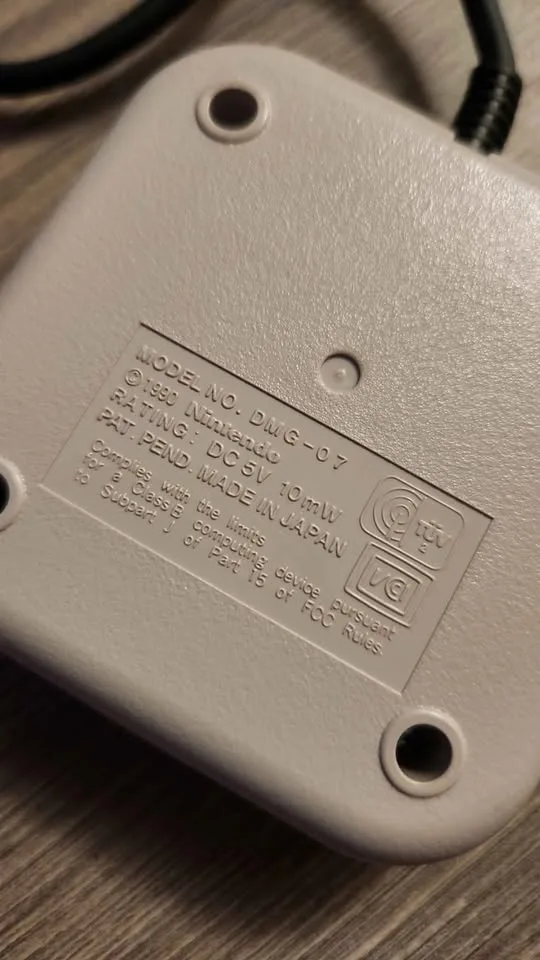 MODEL NO. DMG-07
©1990 Nintendo
RATING: DC 5V 10mW
PAT. PEND. MADE IN JAPAN
Complies with the limits
for a Class B computing device pursuant
to Subpart J of Part 15 of FCC Rules.
TÜV
2
VCI